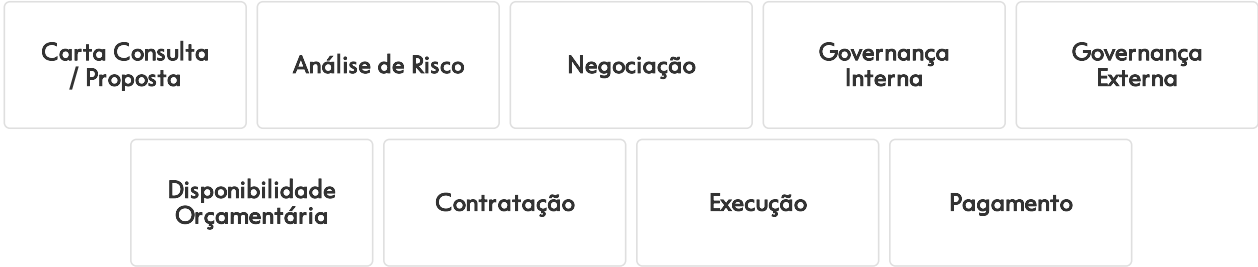 Carta Consulta
/ Proposta
Análise de Risco
Negociação
Governança
Interna
Governança
Externa
Disponibilidade
Orçamentária
Contratação
Execução
Pagamento